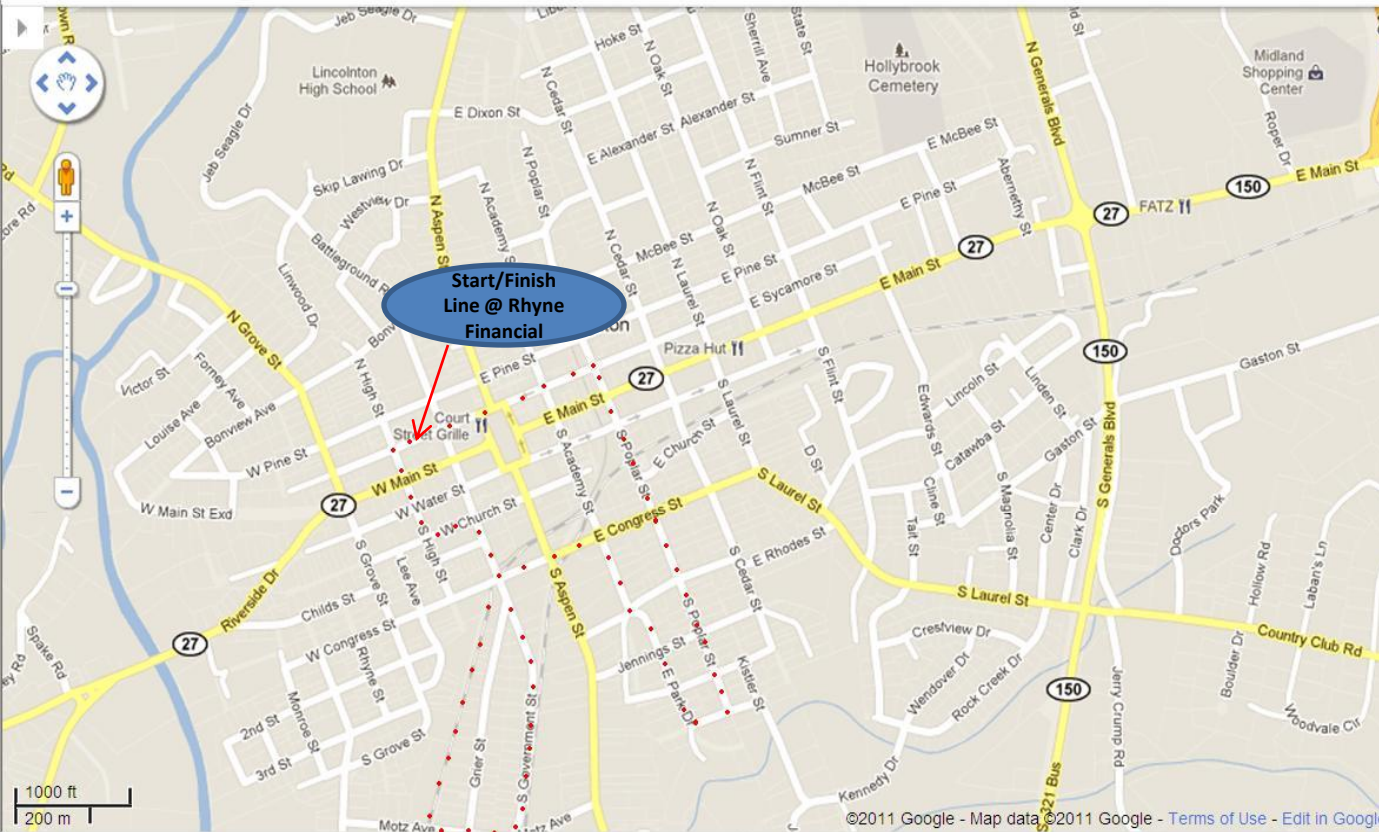 Jeb Seagle Dr
Hoke St
N Oak St
Sherrill Ave
State St
N Generals Blvd
Hollybrook
Cemetery
Midland
Shopping
Center
Lincolnton
High School
N Cedar St
E Dixon St
E Alexander St
Alexander St
Sumner St
E McBee St
Roper Dr
Jeb Seagle Dr
Skip Lawing Dr
N Poplar St
N Flint St
McBee St
Abernethy St
E Main St
150
Westview Dr
N Aspen St
N Academy S
N Oak St
E Pine St
27
FATZ
Battleground R
N Cedar St
McBee St
27
Linwood Dr
N Laurel St
E Pine St
E Sycamore St
E Main St
Start/Finish
Line @ Rhyne
Financial
on
N Grove St
Bonv
Pizza Hut
150
Gaston St
Victor St
Forney Ave
N High St
E Pine St
27
S Flint St
Lincoln St
Linden St
Louise Ave
Bonview Ave
Court
Street Grille
E Main St
S Laurel St
Edwards St
Catawba St
Gaston St
S Generals Blvd
W Pine St
W Main St
S Academy St
S Poplar St
E Church St
D St
W Main St Exd
27
W Water St
W Church St
E Congress St
S Laurel St
Cline St
S Magnolia St
Center Dr
Clark Dr
Doctors Park
S Grove St
S High St
Lee Ave
S Aspen St
E Rhodes St
Tait St
Hollow Rd
Laban's Ln
Riverside Dr
Childs St
S Cedar St
S Laurel St
Spake Rd
27
W Congress St
Rhyne St
Jennings St
S Poplar St
Crestview Dr
Country Club Rd
E Park Dr
Kistler St
Wendover Dr
Rock Creek Dr
150
Jerry Crump Rd
Boulder Dr
Woodvale Cir
2nd St
Monroe St
3rd St
S Grove St
Grier St
S Government St
Kennedy Dr
S 321 Bus
1000 ft
200 m
Motz Ave
Motz Ave
©2011 Google - Map data ©2011 Google - Terms of Use - Edit in Googl